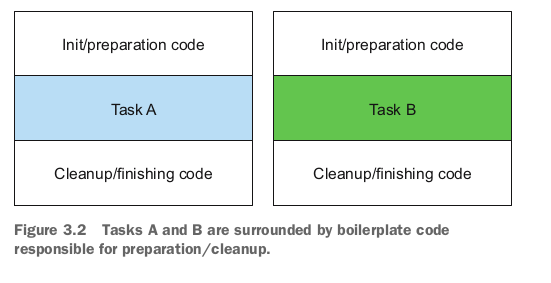 Init/preparation code
Init/preparation code
Task A
Task B
Cleanup/finishing code
Cleanup/finishing code
Figure 3.2 Tasks A and B are surrounded by boilerplate code
responsible for preparation/cleanup.